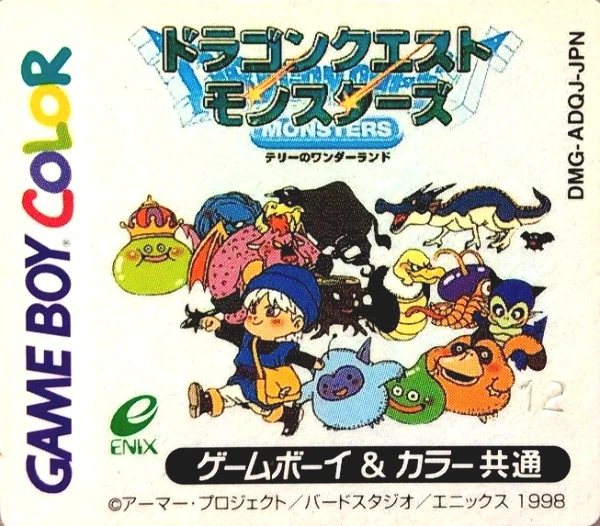 ドラゴンクエスト
モンスターズ
MONSTERS
テリーのワンダーランド
DMG-ADQJ-JPN
GAME BOY COLOR
ENIX
12
ゲームボーイ & カラー共通
©アーマー・プロジェクト/バードスタジオ/エニックス 1998